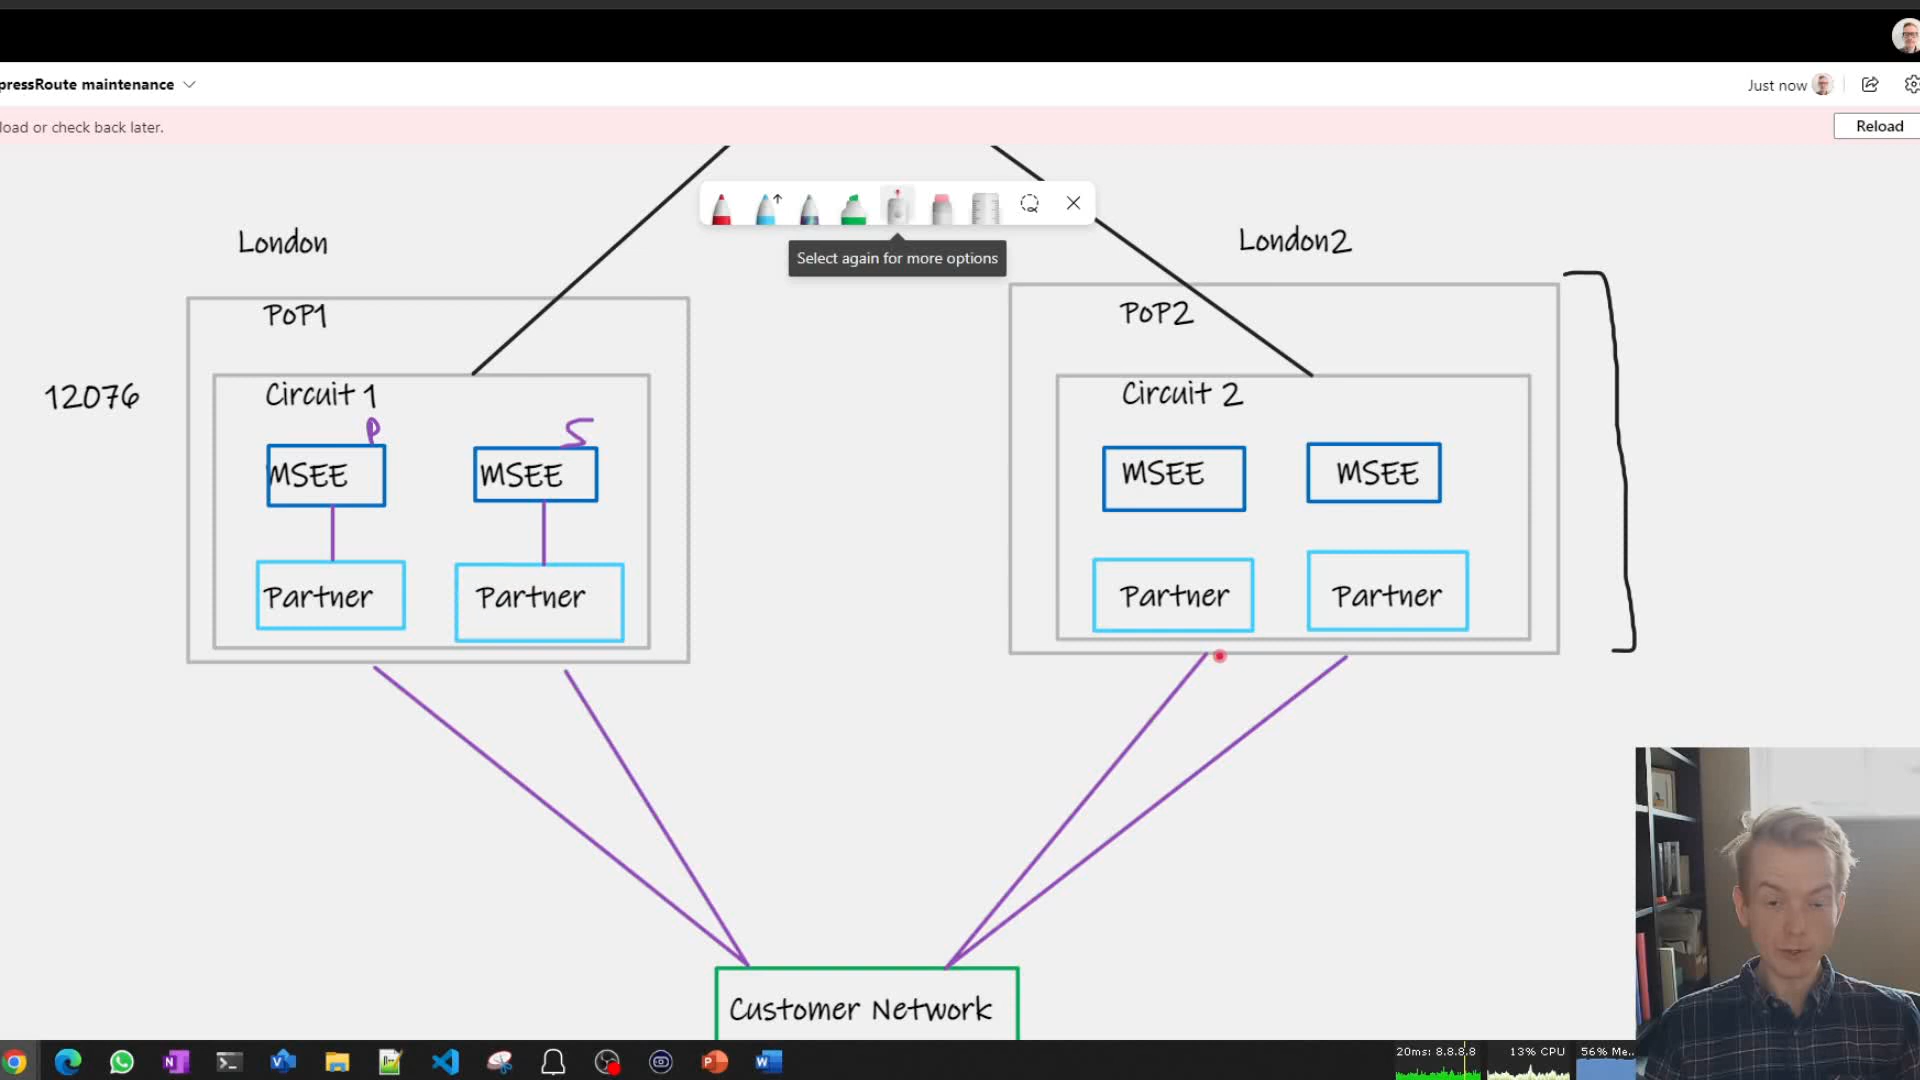 pressRoute maintenance
Just now
load or check back later.
Reload
Select again for more options
London
London2
PoP1
PoP2
12076
Circuit 1
Circuit 2
P
S
MSEE
MSEE
MSEE
MSEE
Partner
Partner
Partner
Partner
Customer Network
20ms: 8.8.8.8
13% CPU
56% Me..